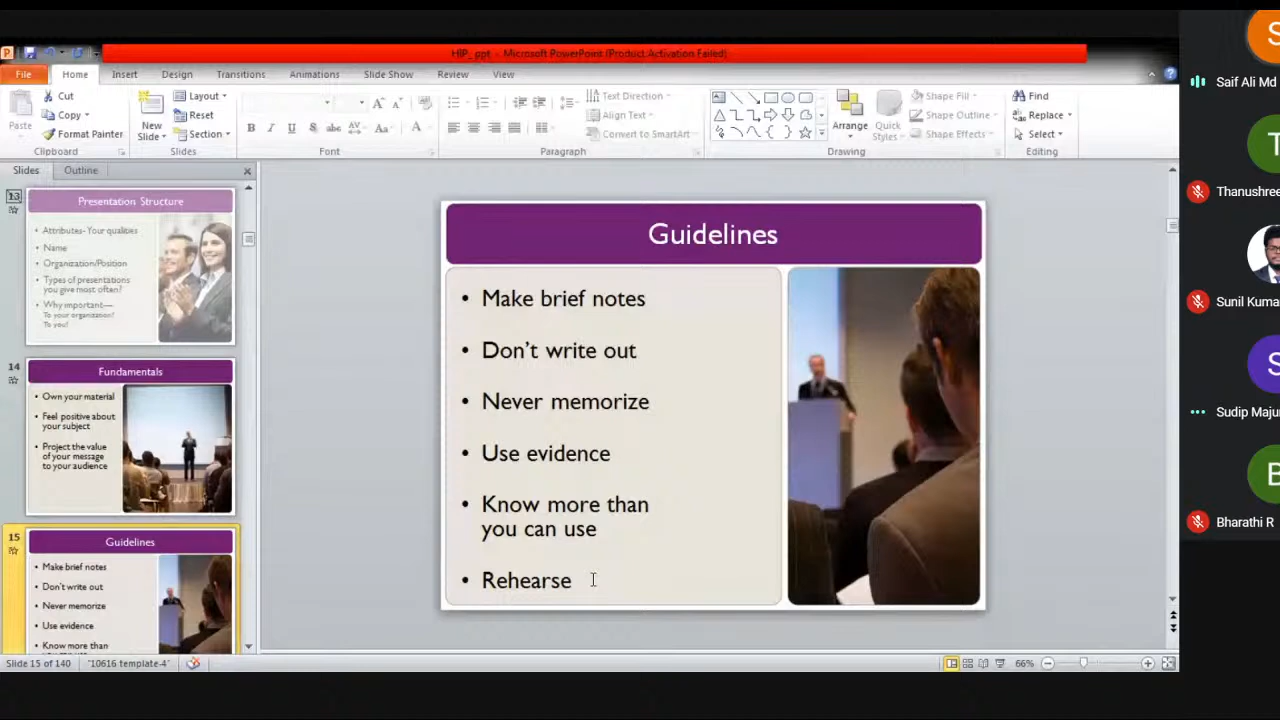 HIP_ppt - Microsoft PowerPoint (Product Activation Failed)
File Home Insert Design Transitions Animations Slide Show Review View
Paste
Cut
Copy
Format Painter
Clipboard
New Slide
Layout
Reset
Section
Slides
Font
Text Direction
Align Text
Convert to SmartArt
Paragraph
Arrange
Quick Styles
Shape Fill
Shape Outline
Shape Effects
Drawing
Find
Replace
Select
Editing
Slides Outline
13
Presentation Structure
• Attributes- Your qualities
• Name
• Organization/Position
• Types of presentations
you give most often?
• Why important—
To your organization?
To you!
14
Fundamentals
• Own your material
• Feel positive about
your subject
• Project the value
of your message
to your audience
15
Guidelines
• Make brief notes
• Don't write out
• Never memorize
• Use evidence
• Know more than
Guidelines
• Make brief notes
• Don't write out
• Never memorize
• Use evidence
• Know more than
you can use
• Rehearse
Slide 15 of 140 "10616 template-4" 66%
S
Saif Ali Md
T
Thanushree
Sunil Kuma
S
Sudip Maju
B
Bharathi R